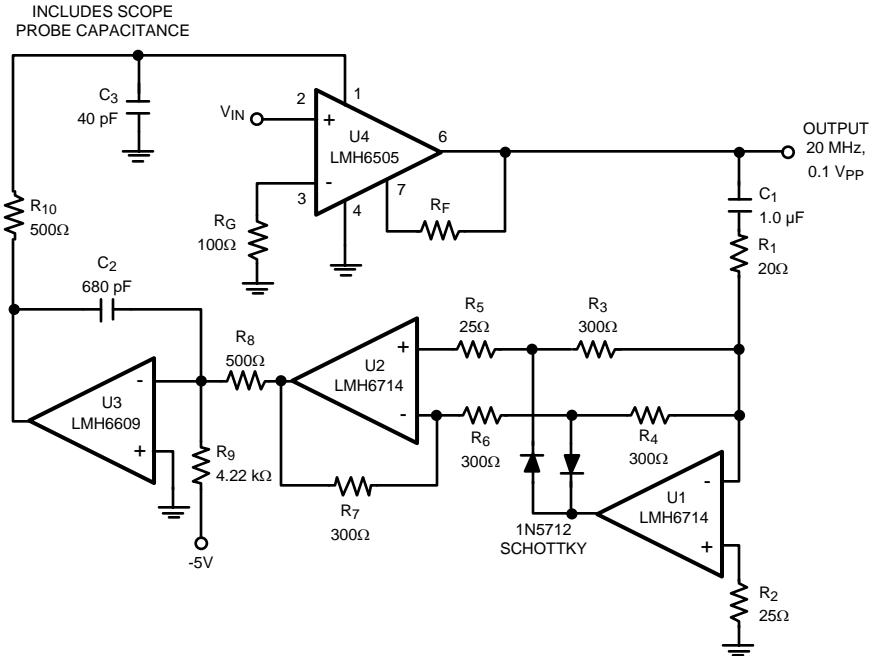 INCLUDES SCOPE
PROBE CAPACITANCE
C3
40 pF
R10
500Ω
C2
680 pF
VIN
2
+
3
-
1
U4
LMH6505
4
6
7
RF
RG
100Ω
OUTPUT
20 MHz,
0.1 VPP
C1
1.0 µF
R1
20Ω
R5
25Ω
R3
300Ω
R8
500Ω
+
U2
LMH6714
-
R6
300Ω
R4
300Ω
-
U3
LMH6609
+
R9
4.22 kΩ
-5V
R7
300Ω
1N5712
SCHOTTKY
-
U1
LMH6714
+
R2
25Ω